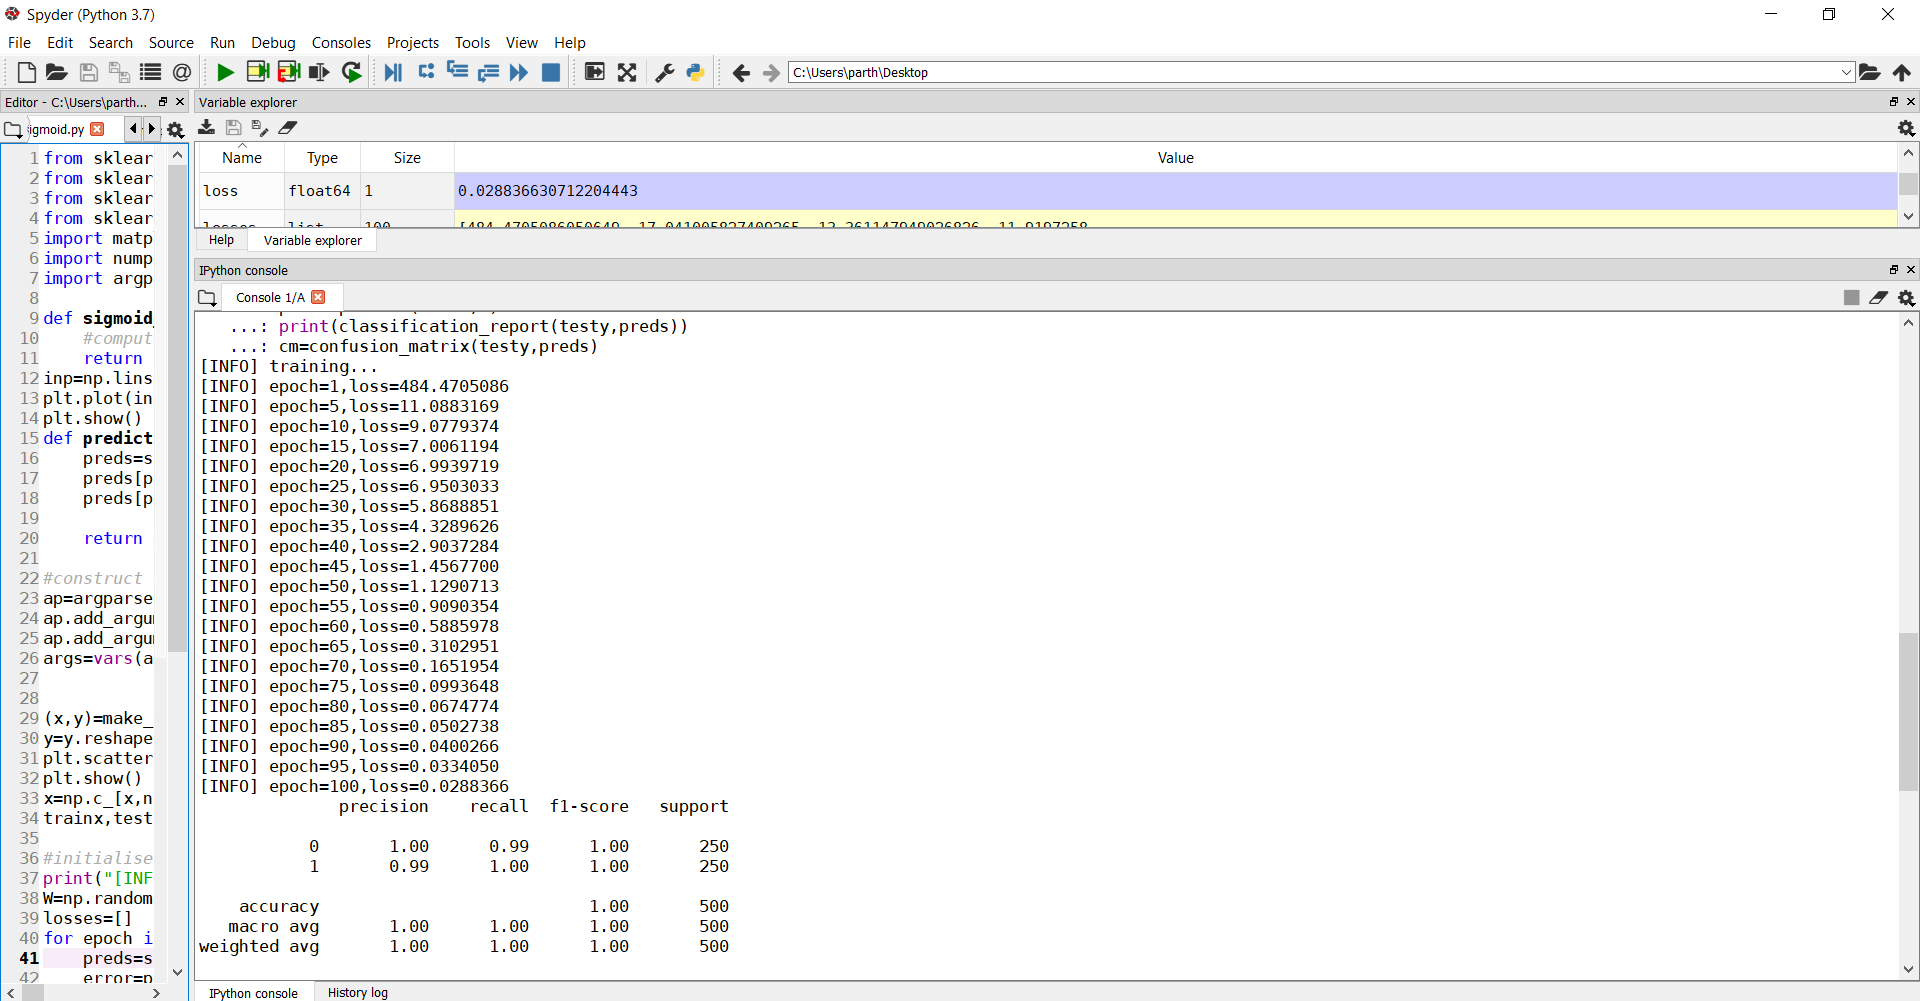 Spyder (Python 3.7)
File Edit Search Source Run Debug Consoles Projects Tools View Help
C:\Users\parth\Desktop
Editor - C:\Users\parth...
igmoid.py
1 from sklear
2 from sklear
3 from sklear
4 from sklear
5 import matp
6 import nump
7 import argp
8
9 def sigmoid_
10 #comput
11 return
12 inp=np.lins
13 plt.plot(in
14 plt.show()
15 def predict
16 preds=s
17 preds[p
18 preds[p
19
20 return
21
22 #construct
23 ap=argparse
24 ap.add_argu
25 ap.add_argu
26 args=vars(a
27
28
29 (x,y)=make_
30 y=y.reshape
31 plt.scatter
32 plt.show()
33 x=np.c_[x,n
34 trainx,test
35
36 #initialise
37 print("[INF
38 W=np.random
39 losses=[]
40 for epoch i
41 preds=s
42 error=p
Variable explorer
Name Type Size Value
loss float64 1 0.028836630712204443
losses list 100 [484.4705086050649, 17.041005827409265, 13.361147949026826, 11.9197258
Help Variable explorer
IPython console
Console 1/A
...: print(classification_report(testy,preds))
...: cm=confusion_matrix(testy,preds)
[INFO] training...
[INFO] epoch=1,loss=484.4705086
[INFO] epoch=5,loss=11.0883169
[INFO] epoch=10,loss=9.0779374
[INFO] epoch=15,loss=7.0061194
[INFO] epoch=20,loss=6.9939719
[INFO] epoch=25,loss=6.9503033
[INFO] epoch=30,loss=5.8688851
[INFO] epoch=35,loss=4.3289626
[INFO] epoch=40,loss=2.9037284
[INFO] epoch=45,loss=1.4567700
[INFO] epoch=50,loss=1.1290713
[INFO] epoch=55,loss=0.9090354
[INFO] epoch=60,loss=0.5885978
[INFO] epoch=65,loss=0.3102951
[INFO] epoch=70,loss=0.1651954
[INFO] epoch=75,loss=0.0993648
[INFO] epoch=80,loss=0.0674774
[INFO] epoch=85,loss=0.0502738
[INFO] epoch=90,loss=0.0400266
[INFO] epoch=95,loss=0.0334050
[INFO] epoch=100,loss=0.0288366
precision recall f1-score support
0 1.00 0.99 1.00 250
1 0.99 1.00 1.00 250
accuracy 1.00 500
macro avg 1.00 1.00 1.00 500
weighted avg 1.00 1.00 1.00 500
IPython console History log